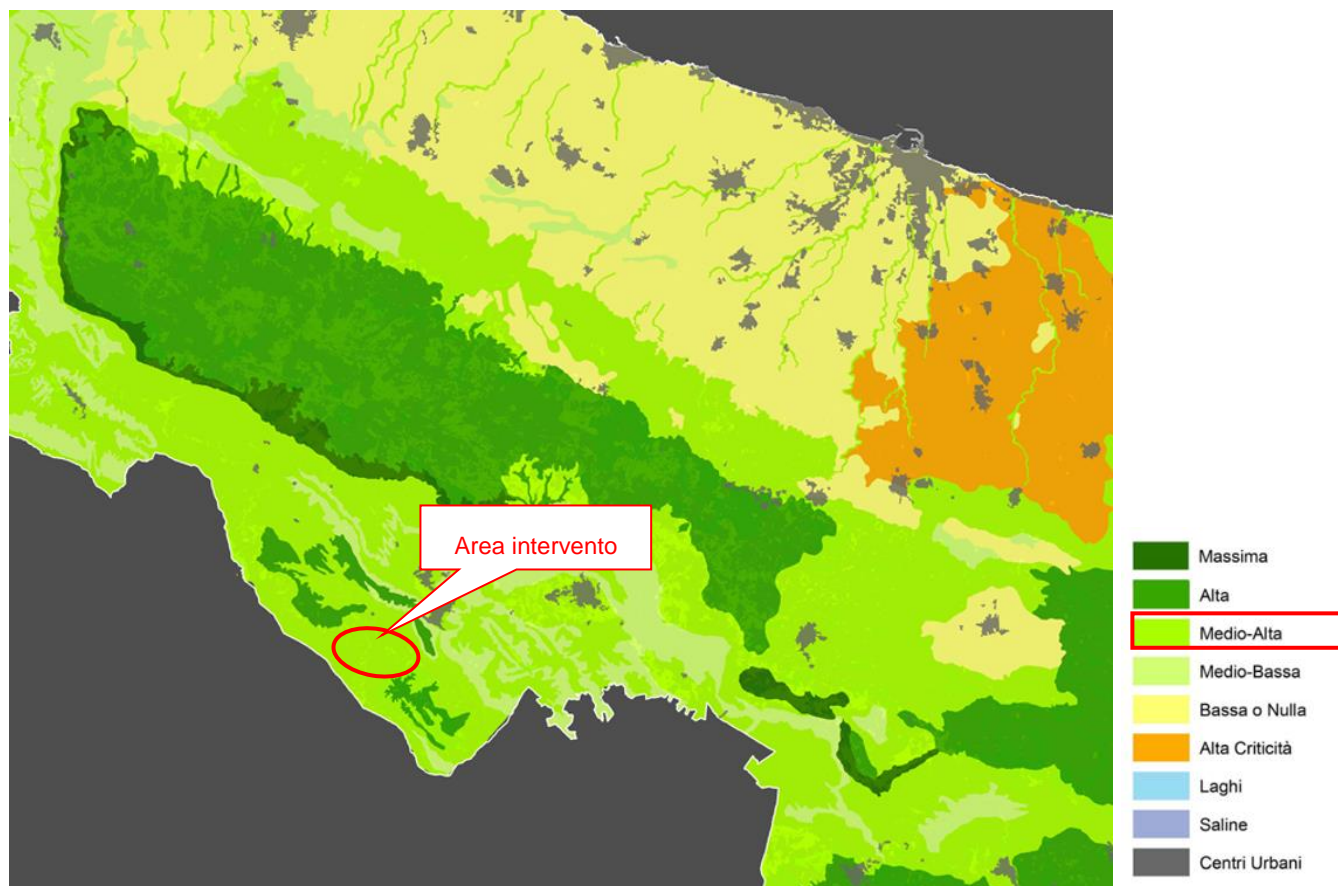 Area intervento
Massima
Alta
Medio-Alta
Medio-Bassa
Bassa o Nulla
Alta Criticità
Laghi
Saline
Centri Urbani